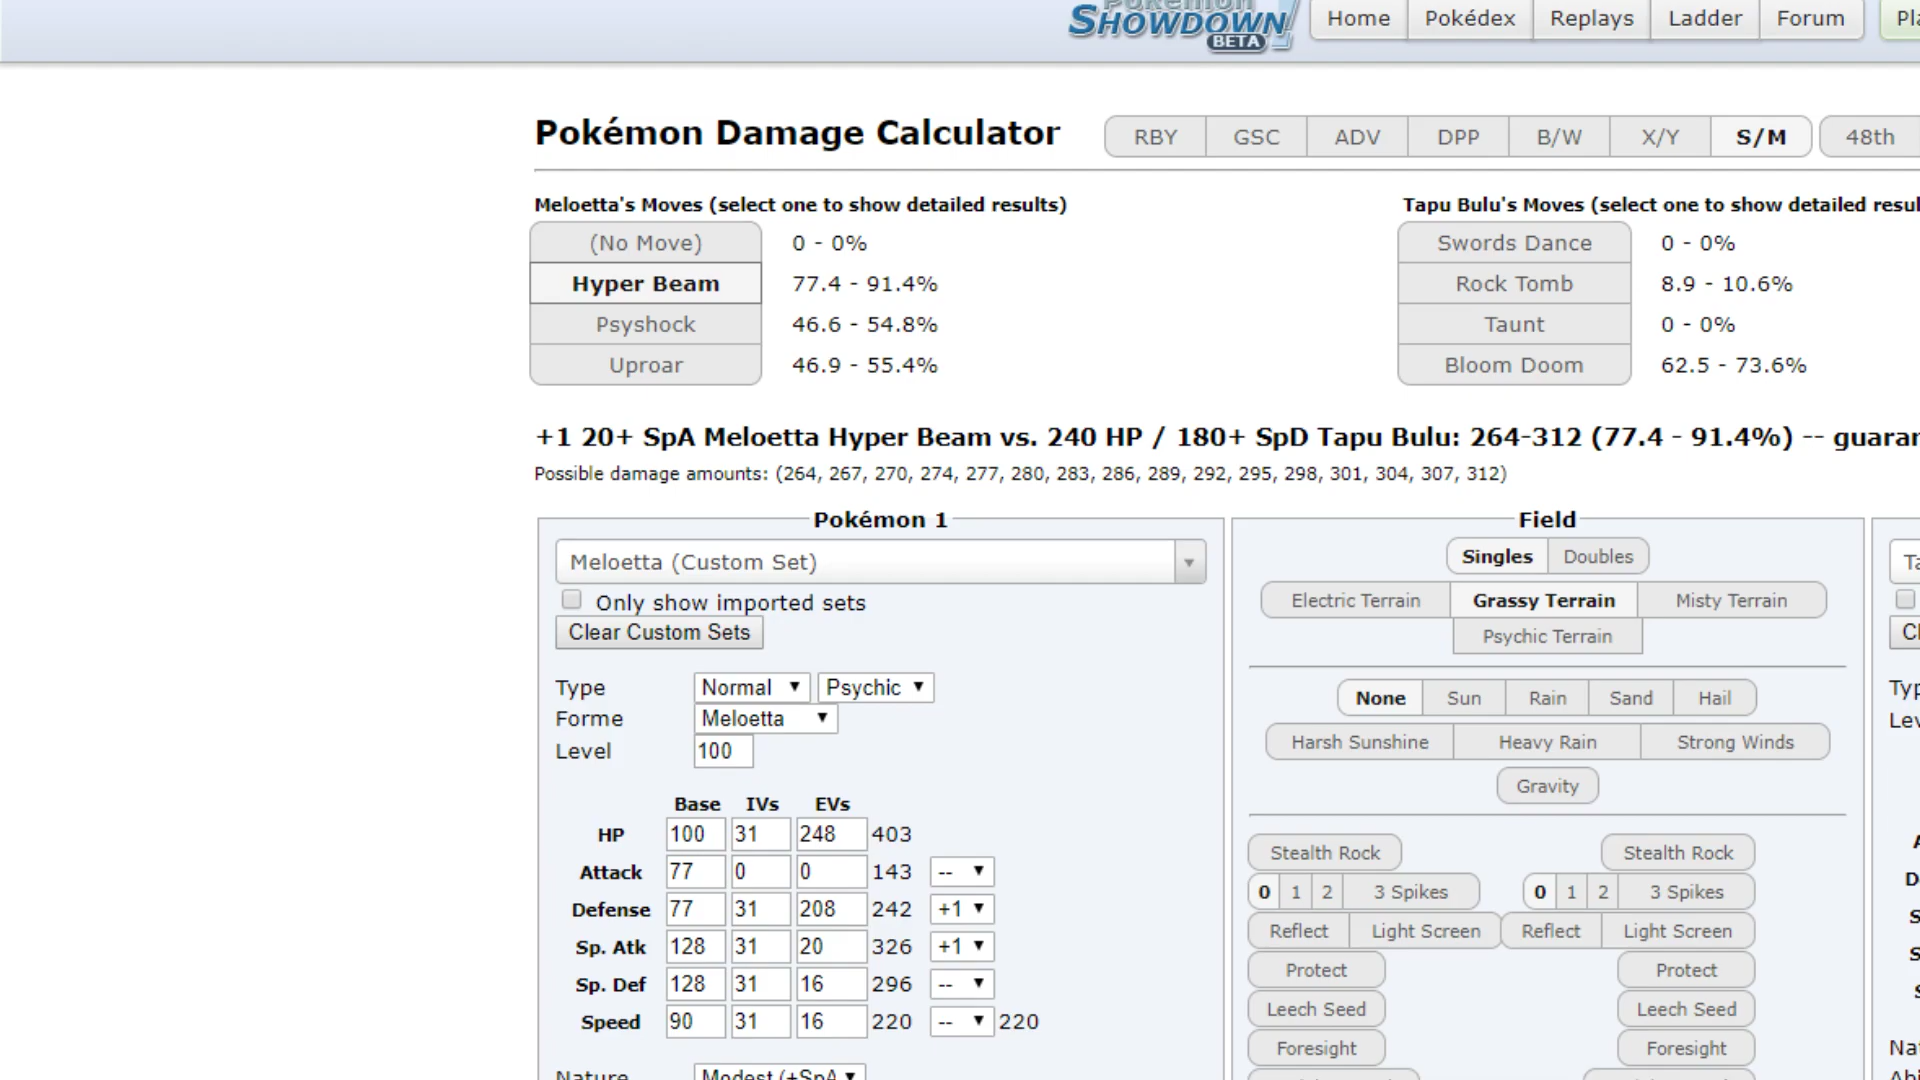 Pokémon
SHOWDOWN
BETA
Home Pokédex Replays Ladder Forum
Pokémon Damage Calculator RBY GSC ADV DPP B/W X/Y S/M 48th
Meloetta's Moves (select one to show detailed results) Tapu Bulu's Moves (select one to show detailed
(No Move) 0 - 0% Swords Dance 0 - 0%
Hyper Beam 77.4 - 91.4% Rock Tomb 8.9 - 10.6%
Psyshock 46.6 - 54.8% Taunt 0 - 0%
Uproar 46.9 - 55.4% Bloom Doom 62.5 - 73.6%
+1 20+ SpA Meloetta Hyper Beam vs. 240 HP / 180+ SpD Tapu Bulu: 264-312 (77.4 - 91.4%) --
Possible damage amounts: (264, 267, 270, 274, 277, 280, 283, 286, 289, 292, 295, 298, 301, 304, 307, 312)
Pokémon 1 Field
Meloetta (Custom Set) Singles Doubles
Only show imported sets Electric Terrain Grassy Terrain Misty Terrain
Clear Custom Sets Psychic Terrain
Type Normal Psychic None Sun Rain Sand Hail
Forme Meloetta
Level 100 Harsh Sunshine Heavy Rain Strong Winds
Gravity
Base IVs EVs
HP 100 31 248 403 Stealth Rock Stealth Rock
Attack 77 0 0 143 -- 0 1 2 3 Spikes 0 1 2 3 Spikes
Defense 77 31 208 242 +1 Reflect Light Screen Reflect Light Screen
Sp. Atk 128 31 20 326 +1 Protect Protect
Sp. Def 128 31 16 296 -- Leech Seed Leech Seed
Speed 90 31 16 220 -- 220 Foresight Foresight
Nature Modest (+SpA